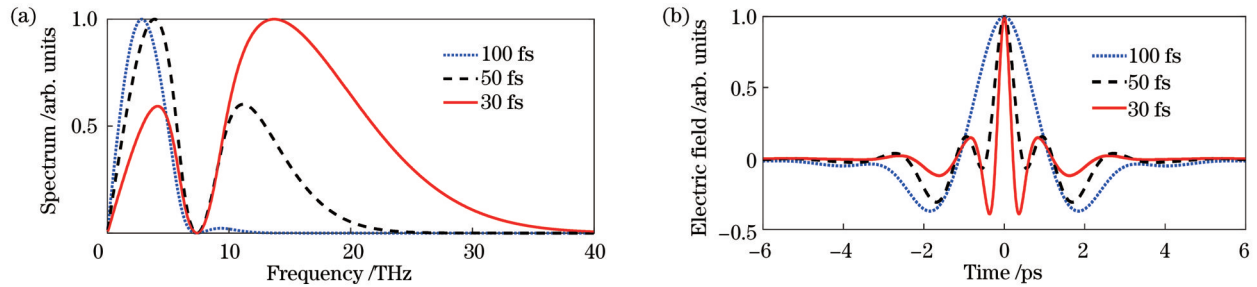 (a)
1.0
0.5
Spectrum /arb. units
100 fs
50 fs
30 fs
0 10 20 30 40
Frequency /THz
(b)
1.0
0.5
0
-0.5
Electric field /arb. units
100 fs
50 fs
30 fs
-6 -4 -2 0 2 4 6
Time /ps